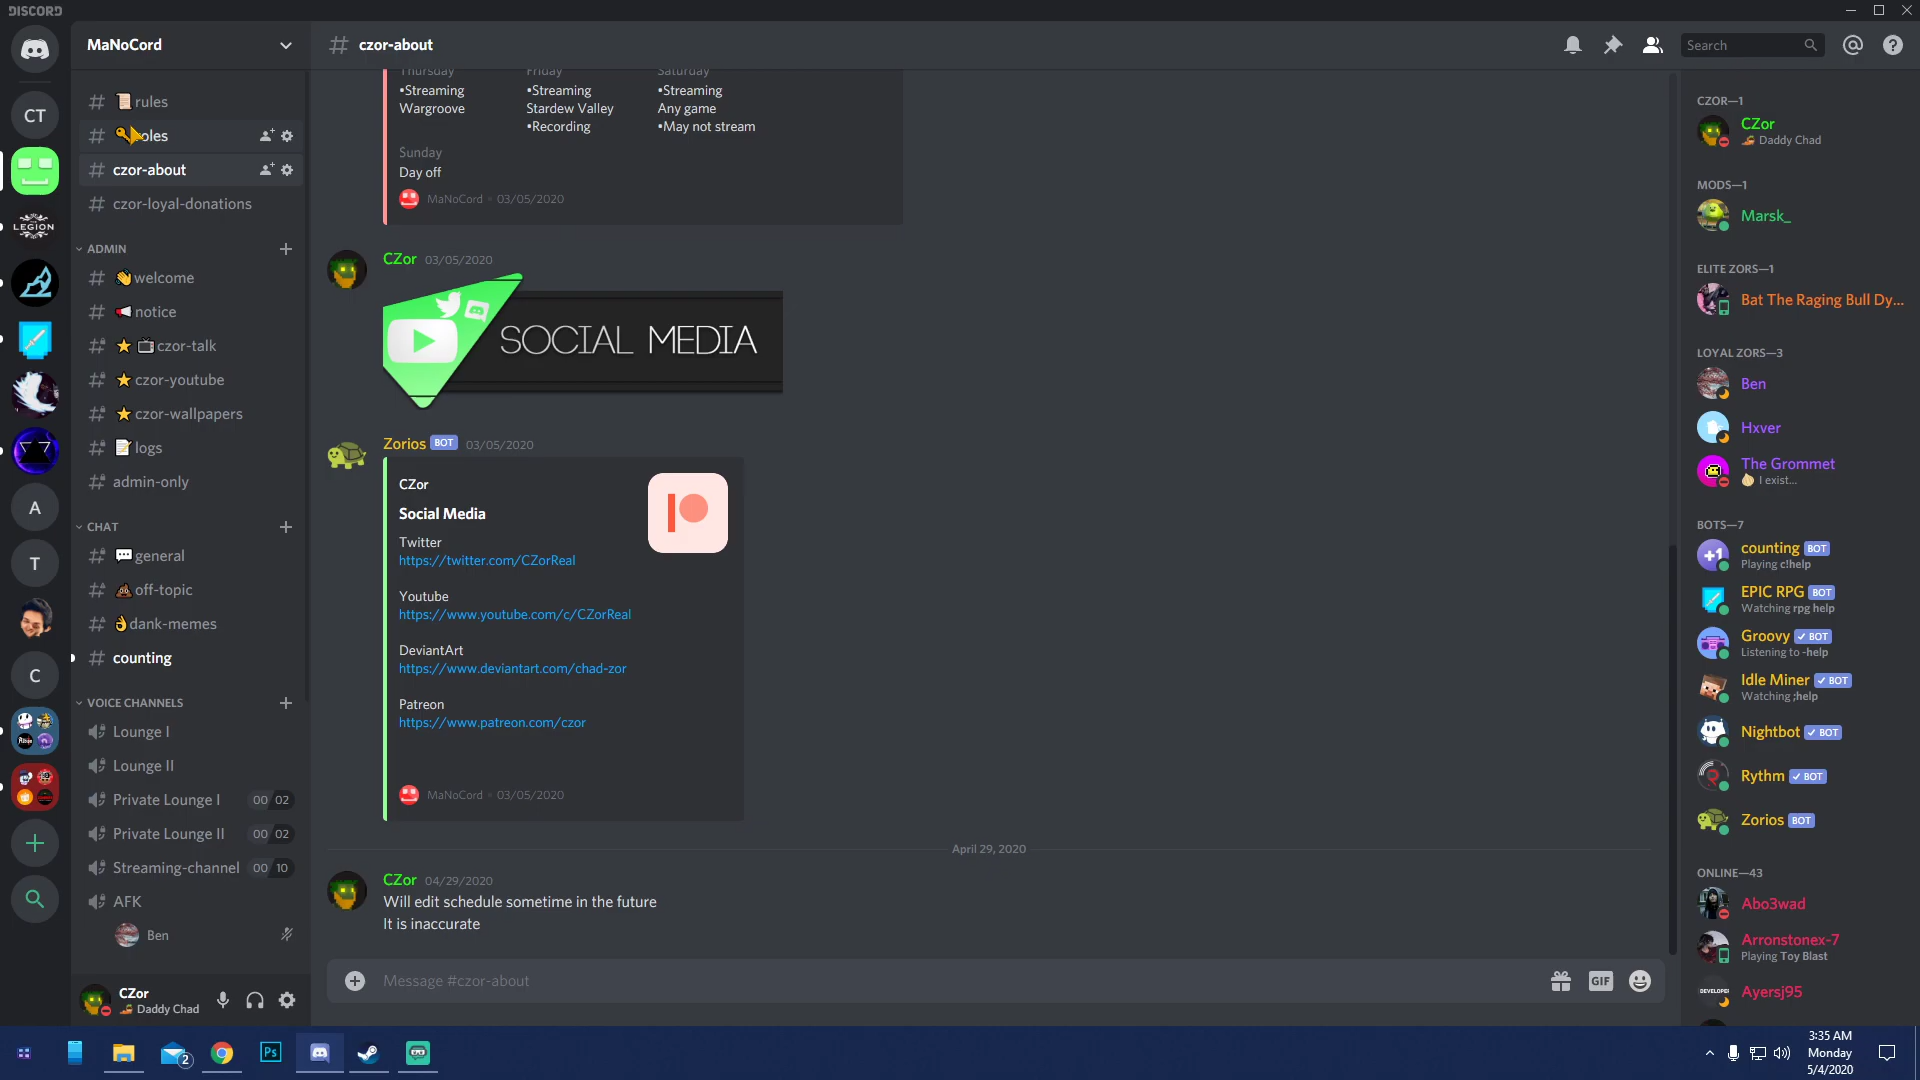 DISCORD
MaNoCord
czor-about
Search
CT
LEGION
A
T
C
rules
oles
czor-about
czor-loyal-donations
ADMIN
welcome
notice
czor-talk
czor-youtube
czor-wallpapers
logs
admin-only
CHAT
general
off-topic
dank-memes
counting
VOICE CHANNELS
Lounge I
Lounge II
Private Lounge I 00 02
Private Lounge II 00 02
Streaming-channel 00 10
AFK
Ben
CZor
Daddy Chad
Thursday Friday Saturday
•Streaming •Streaming •Streaming
Wargroove Stardew Valley Any game
•Recording •May not stream
Sunday
Day off
MaNoCord • 03/05/2020
CZor 03/05/2020
SOCIAL MEDIA
Zorios BOT 03/05/2020
CZor
Social Media
Twitter
https://twitter.com/CZorReal
Youtube
https://www.youtube.com/c/CZorReal
DeviantArt
https://www.deviantart.com/chad-zor
Patreon
https://www.patreon.com/czor
MaNoCord • 03/05/2020
April 29, 2020
CZor 04/29/2020
Will edit schedule sometime in the future
It is inaccurate
Message #czor-about
GIF
CZOR—1
CZor
Daddy Chad
MODS—1
Marsk_
ELITE ZORS—1
Bat The Raging Bull Dy...
LOYAL ZORS—3
Ben
Hxver
The Grommet
I exist...
BOTS—7
+1
counting BOT
Playing c!help
EPIC RPG BOT
Watching rpg help
Groovy ✓ BOT
Listening to -help
Idle Miner ✓ BOT
Watching ;help
Nightbot ✓ BOT
Rythm ✓ BOT
Zorios BOT
ONLINE—43
Abo3wad
Arronstonex-7
Playing Toy Blast
DEVELOPER
Ayersj95
2
Ps
3:35 AM
Monday
5/4/2020